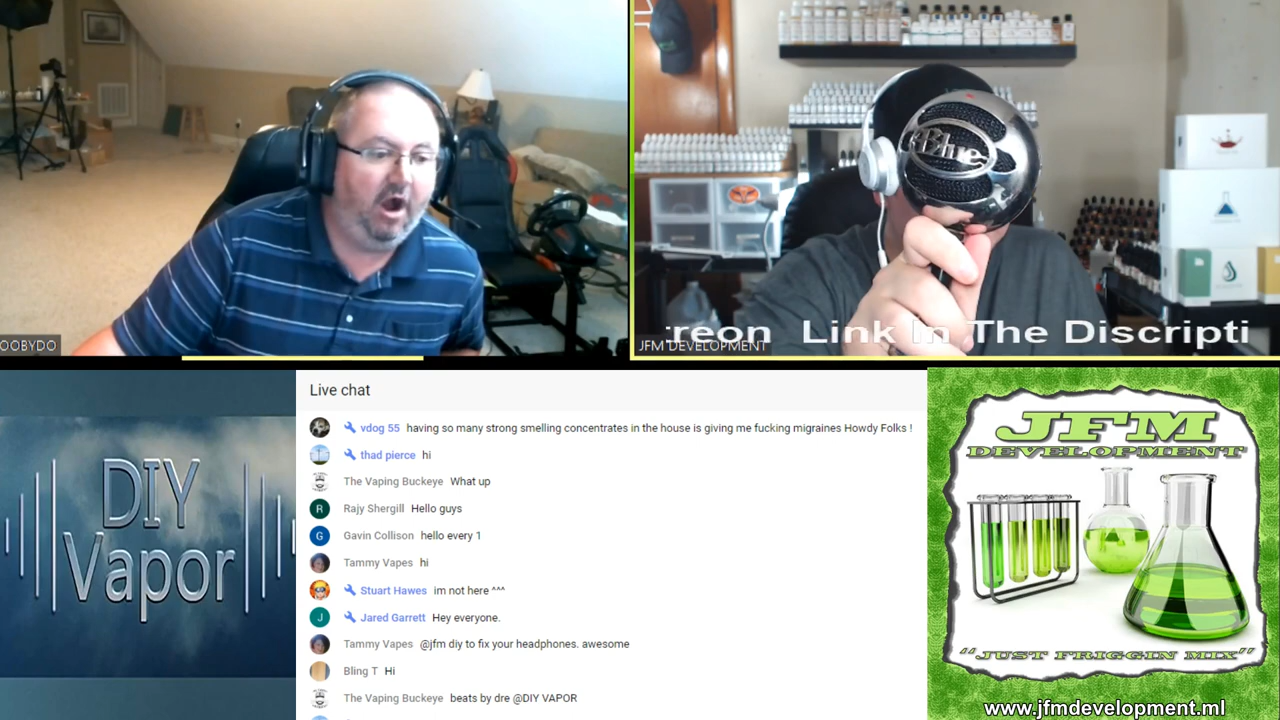 Blue
OOBYDO
reon Link In The Discripti
JFM DEVELOPMENT
Live chat
vdog 55 having so many strong smelling concentrates in the house is giving me fucking migraines Howdy Folks !
thad pierce hi
The Vaping Buckeye What up
R Rajy Shergill Hello guys
G Gavin Collison hello every 1
Tammy Vapes hi
Stuart Hawes im not here ^^^
J Jared Garrett Hey everyone.
Tammy Vapes @jfm diy to fix your headphones. awesome
Bling T Hi
The Vaping Buckeye beats by dre @DIY VAPOR
DIY
Vapor
JFM
DEVELOPMENT
"JUST FRIGGIN MIX"
www.jfmdevelopment.ml